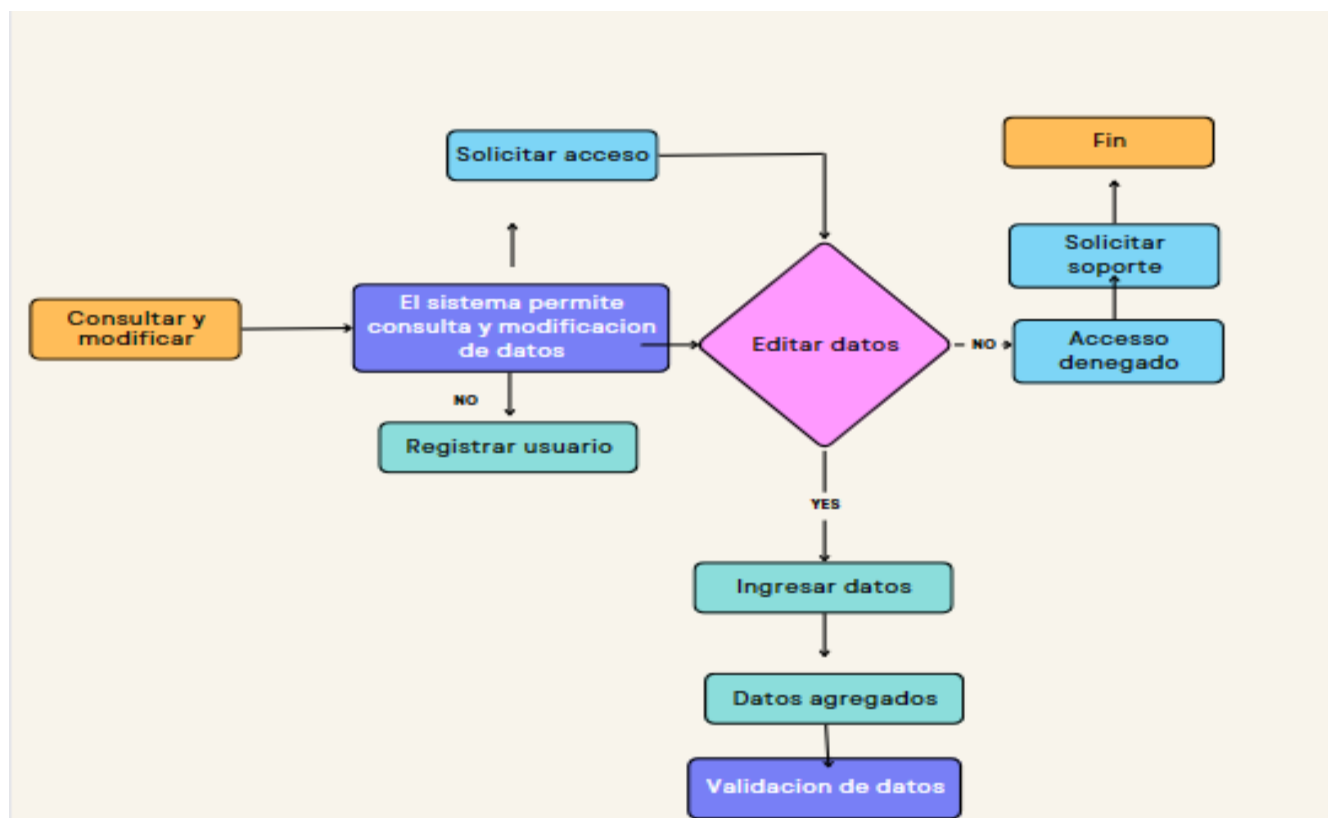 Fin
Solicitar acceso
Solicitar
soporte
Consultar y
modificar
El sistema permite
consulta y modificacion
de datos
Editar datos
NO
Accesso
denegado
NO
Registrar usuario
YES
Ingresar datos
Datos agregados
Validacion de datos